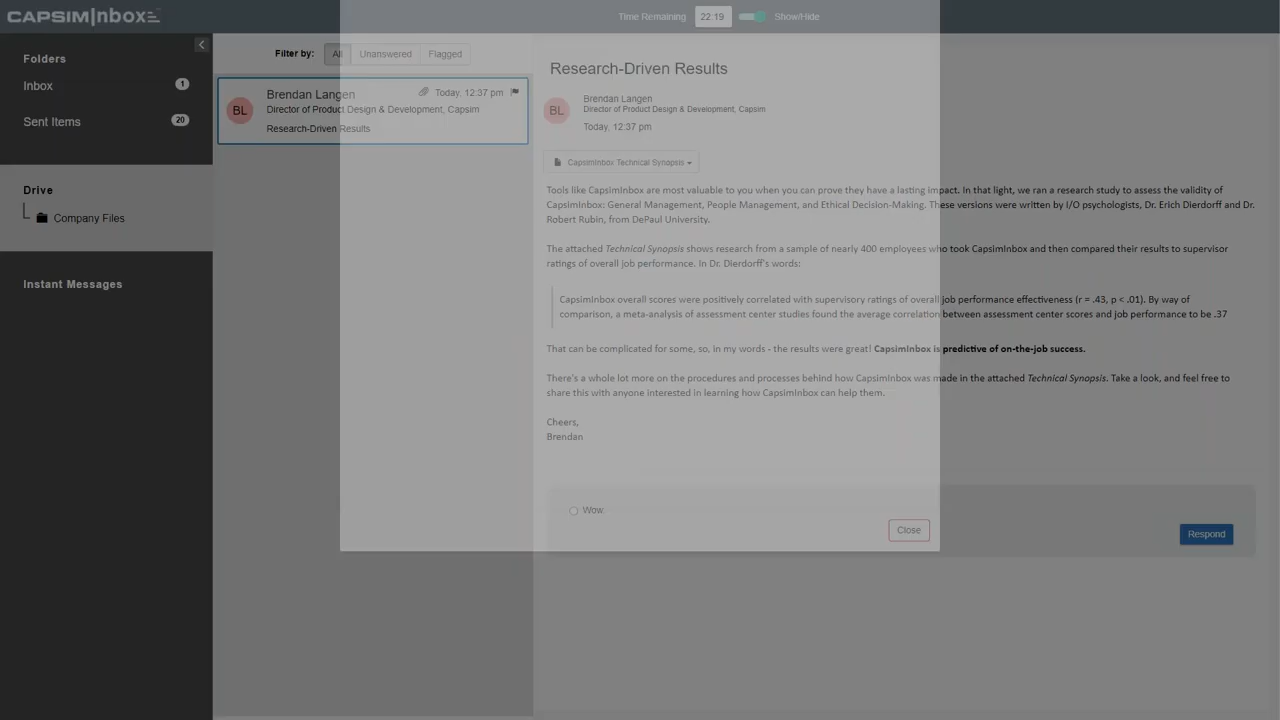 CAPSIM|nbox
Time Remaining 22:19 Show/Hide
Folders
Inbox 1
Sent Items 20
Drive
Company Files
Instant Messages
Filter by: All Unanswered Flagged
BL
Brendan Langen Today, 12:37 pm
Director of Product Design & Development, Capsim
Research-Driven Results
Research-Driven Results
BL
Brendan Langen
Director of Product Design & Development, Capsim
Today, 12:37 pm
CapsimInbox Technical Synopsis
Tools like CapsimInbox are most valuable to you when you can prove they have a lasting impact. In that light, we ran a research study to assess the validity of
CapsimInbox: General Management, People Management, and Ethical Decision-Making. These versions were written by I/O psychologists, Dr. Erich Dierdorff and Dr.
Robert Rubin, from DePaul University.
The attached Technical Synopsis shows research from a sample of nearly 400 employees who took CapsimInbox and then compared their results to supervisor
ratings of overall job performance. In Dr. Dierdorff's words:
CapsimInbox overall scores were positively correlated with supervisory ratings of overall job performance effectiveness (r = .43, p < .01). By way of
comparison, a meta-analysis of assessment center studies found the average correlation between assessment center scores and job performance to be .37
That can be complicated for some, so, in my words - the results were great! CapsimInbox is predictive of on-the-job success.
There's a whole lot more on the procedures and processes behind how CapsimInbox was made in the attached Technical Synopsis. Take a look, and feel free to
share this with anyone interested in learning how CapsimInbox can help them.
Cheers,
Brendan
Wow.
Close
Respond